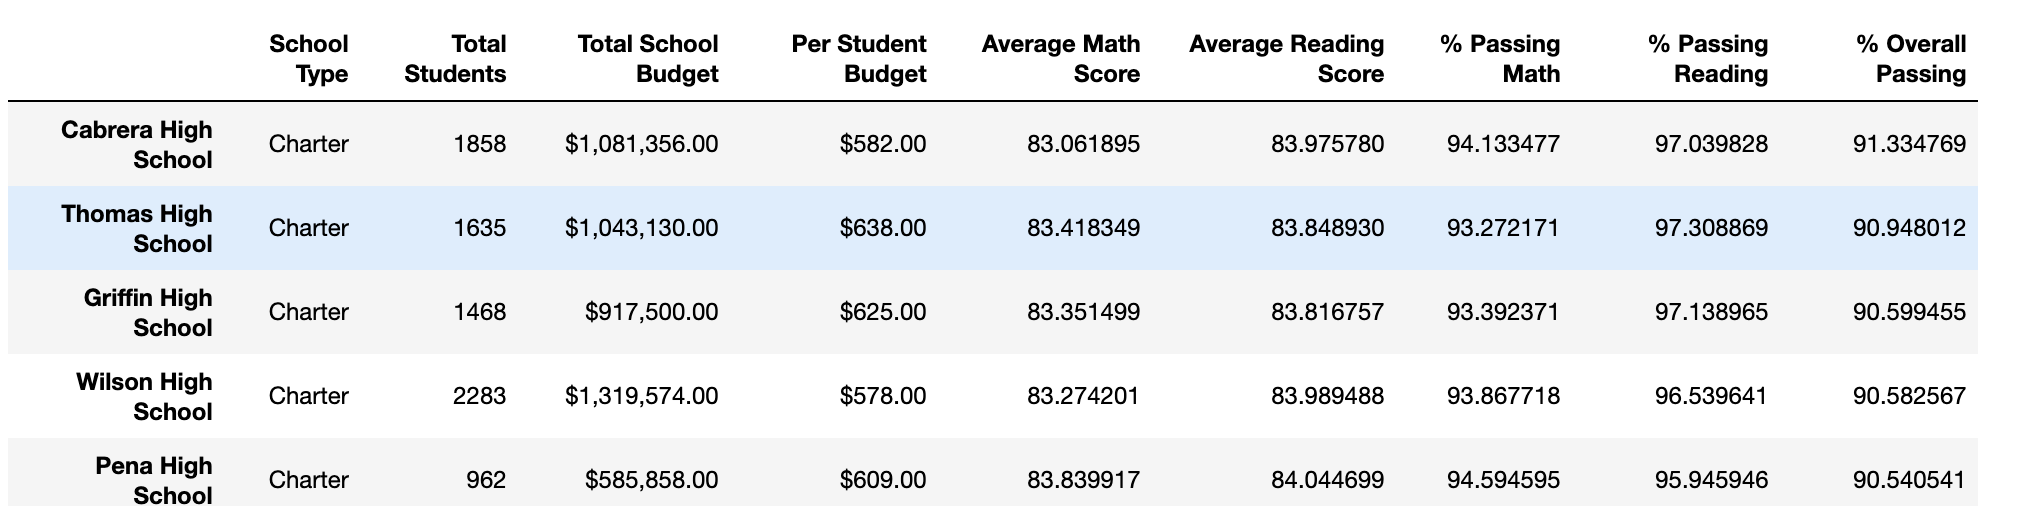 School Total Total School Per Student Average Math Average Reading % Passing % Passing % Overall
Type Students Budget Budget Score Score Math Reading Passing
Cabrera High
School Charter 1858 $1,081,356.00 $582.00 83.061895 83.975780 94.133477 97.039828 91.334769
Thomas High
School Charter 1635 $1,043,130.00 $638.00 83.418349 83.848930 93.272171 97.308869 90.948012
Griffin High
School Charter 1468 $917,500.00 $625.00 83.351499 83.816757 93.392371 97.138965 90.599455
Wilson High
School Charter 2283 $1,319,574.00 $578.00 83.274201 83.989488 93.867718 96.539641 90.582567
Pena High
School Charter 962 $585,858.00 $609.00 83.839917 84.044699 94.594595 95.945946 90.540541